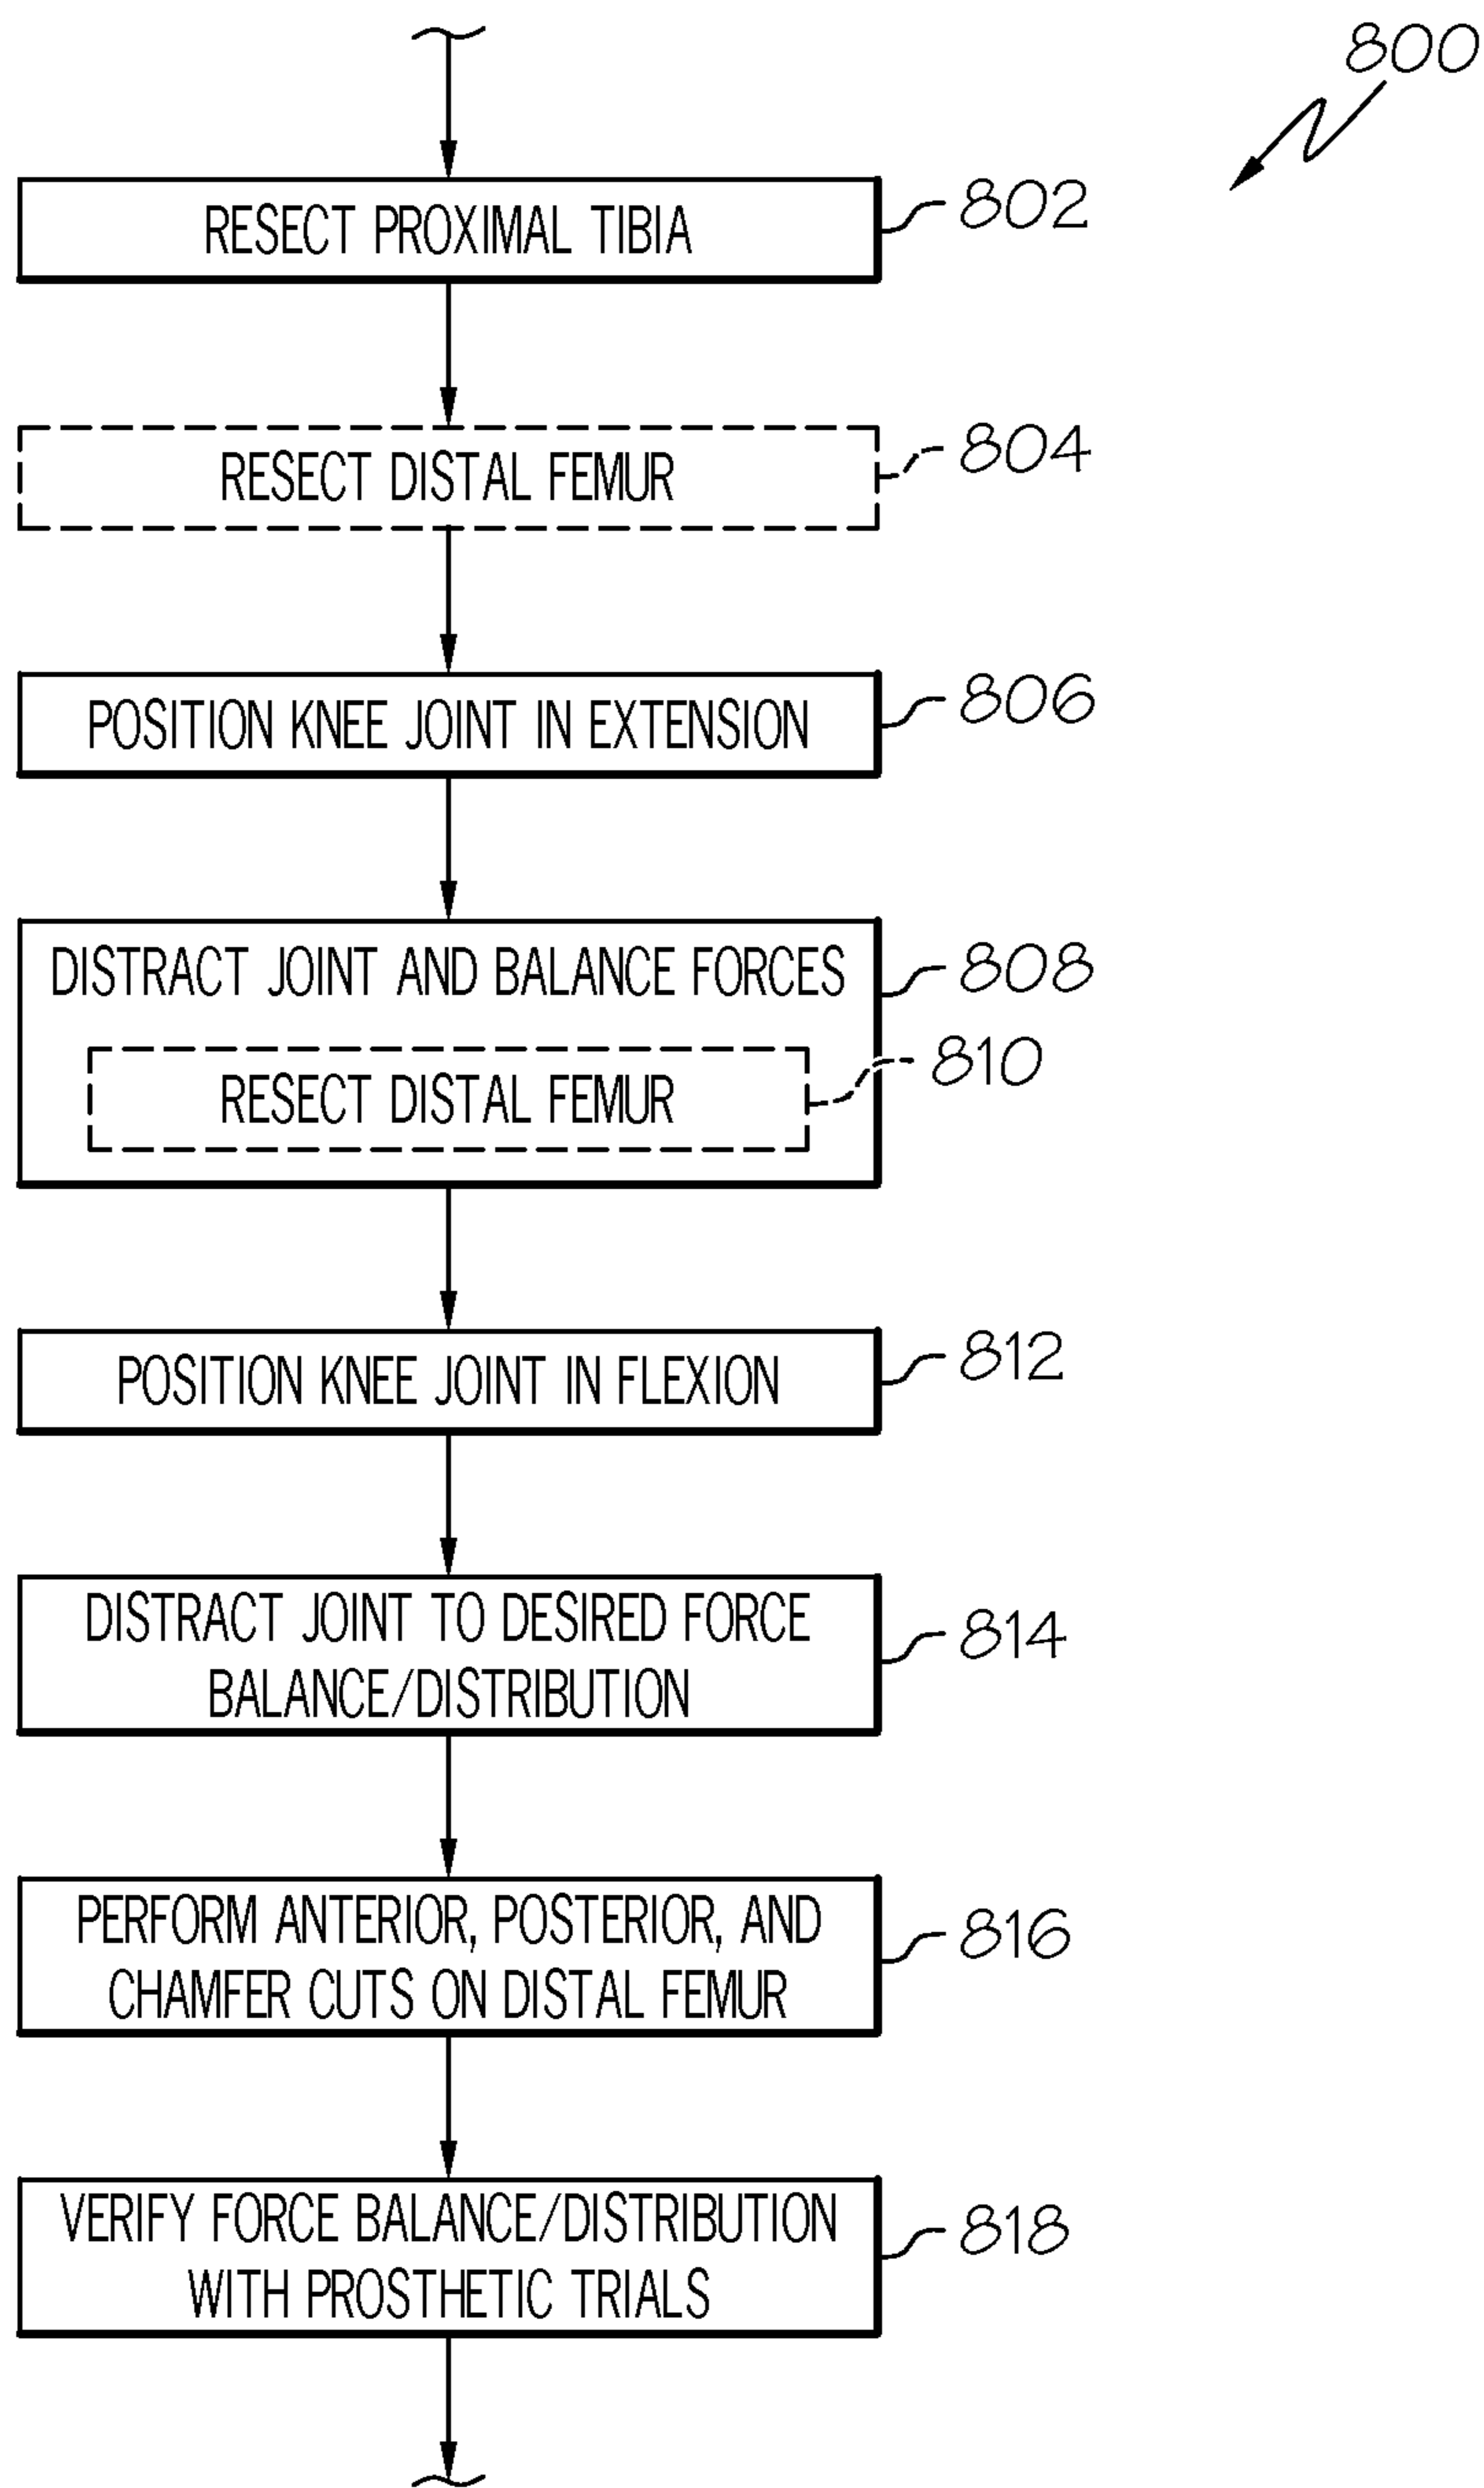 800
RESECT PROXIMAL TIBIA
802
RESECT DISTAL FEMUR
804
POSITION KNEE JOINT IN EXTENSION
806
DISTRACT JOINT AND BALANCE FORCES
808
RESECT DISTAL FEMUR
810
POSITION KNEE JOINT IN FLEXION
812
DISTRACT JOINT TO DESIRED FORCE
BALANCE/DISTRIBUTION
814
PERFORM ANTERIOR, POSTERIOR, AND
CHAMFER CUTS ON DISTAL FEMUR
816
VERIFY FORCE BALANCE/DISTRIBUTION
WITH PROSTHETIC TRIALS
818